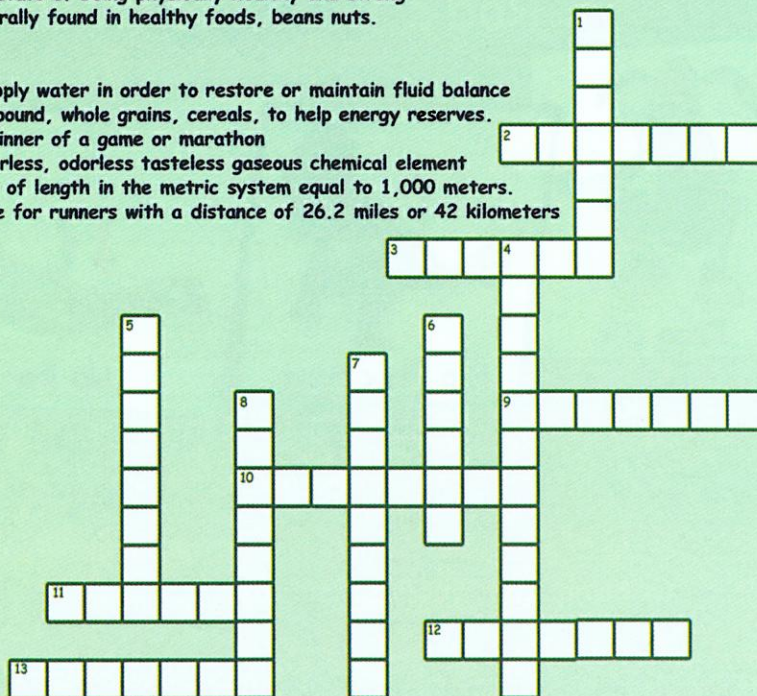 rally found in healthy foods, beans nuts.
pply water in order to restore or maintain fluid balance
pound, whole grains, cereals, to help energy reserves.
inner of a game or marathon
rless, odorless tasteless gaseous chemical element
of length in the metric system equal to 1,000 meters.
e for runners with a distance of 26.2 miles or 42 kilometers
1
2
3
4
5
6
7
8
9
10
11
12
13